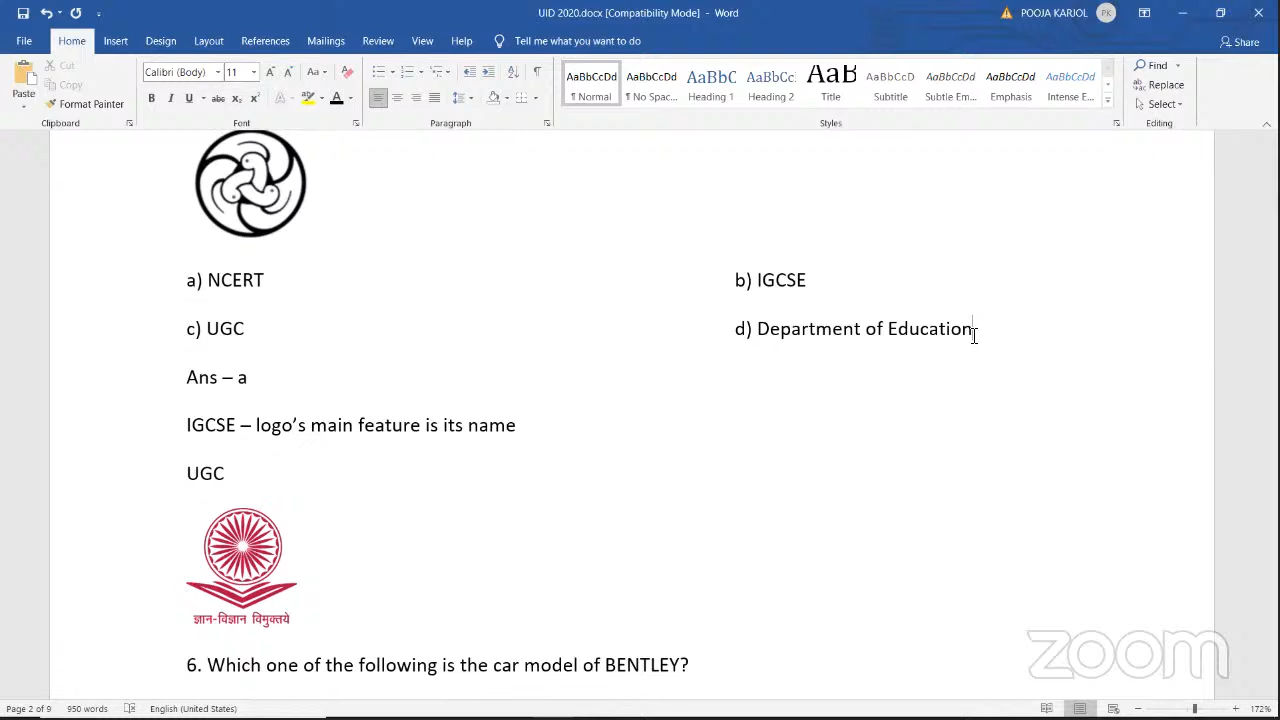 UID 2020.docx [Compatibility Mode] - Word
POOJA KARJOL
PK
File Home Insert Design Layout References Mailings Review View Help Tell me what you want to do
Share
Paste
Cut
Copy
Format Painter
Clipboard
Calibri (Body) 11
Font
Paragraph
AaBbCcDd AaBbCcDd AaBbC AaBbCc AaB AaBbCcDd AaBbCcDd AaBbCcDd AaBbCcDd
¶ Normal ¶ No Spac... Heading 1 Heading 2 Title Subtitle Subtle Em... Emphasis Intense E...
Styles
Find
Replace
Select
Editing
a) NCERT b) IGCSE
c) UGC d) Department of Education
Ans – a
IGCSE – logo’s main feature is its name
UGC
ज्ञान-विज्ञान विमुक्तये
6. Which one of the following is the car model of BENTLEY?
zoom
Page 2 of 9 950 words English (United States) 172%